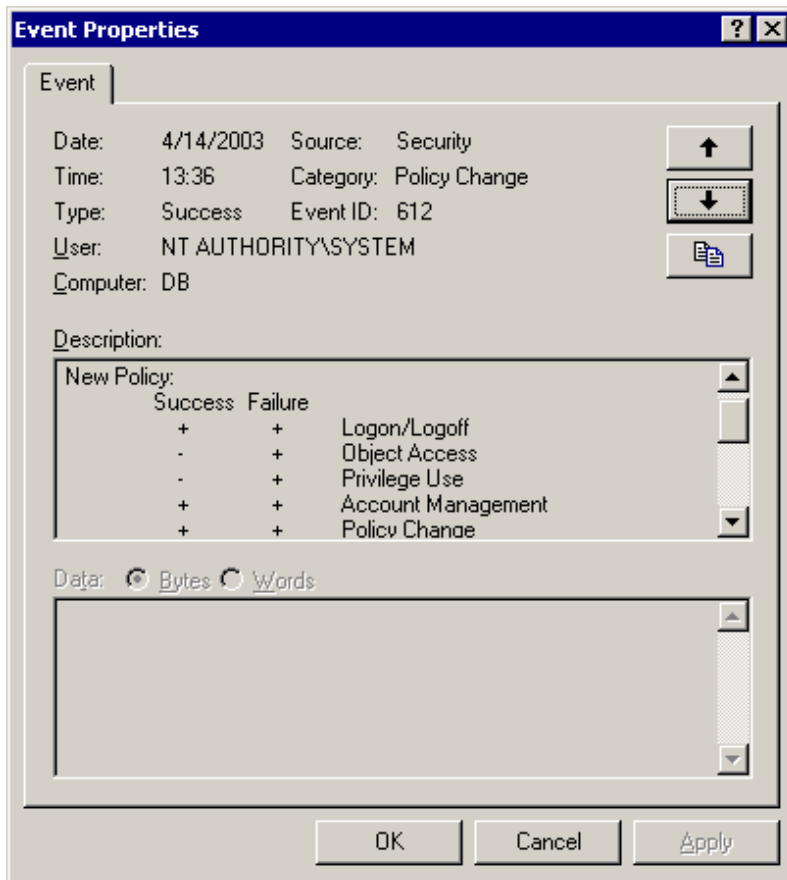 Event Properties
Event
Date: 4/14/2003 Source: Security
Time: 13:36 Category: Policy Change
Type: Success Event ID: 612
User: NT AUTHORITY\SYSTEM
Computer: DB
Description:
New Policy:
Success Failure
+ + Logon/Logoff
- + Object Access
- + Privilege Use
+ + Account Management
+ + Policy Change
Data: Bytes Words
OK Cancel Apply